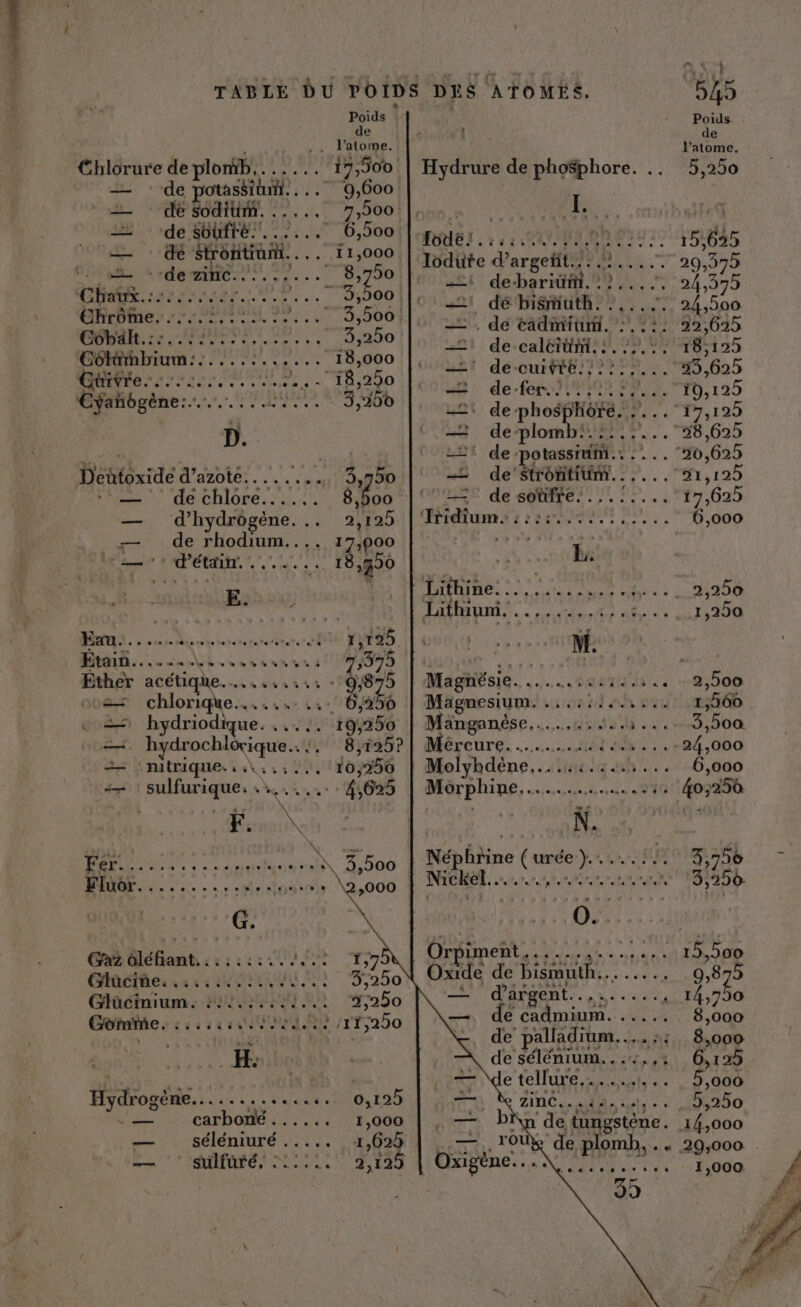 TABLE DU POIDS DES ATOMES. 545
Poids
de
l'atome.
Chlorure de plomb....... 17,500
— de potassium.... 9,600
— de sodium. ..... 7,500
— de soufre....... 6,500
— de strontium.... 11,000
— de zinc......... 8,750
Chaux.................. 3,500
Chrôme................. 3,500
Cobalt.................. 3,250
Colümbium............. 18,000
Cuivre.................. 18,250
Cyanogène.............. 3,250
D.
Deutoxide d'azote........ 3,750
— de chlore...... 8,500
— d'hydrogène. .. 2,125
— de rhodium.... 17,000
— d'étain......... 18,350
E.
Eau.................... 1,125
Etain................... 7,375
Ether acétique........... 9,875
— chlorique......... 6,250
— hydriodique. ..... 19,250
— hydrochlorique.... 8,125?
— nitrique.......... 10,250
— sulfurique. ....... 4,625
F.
Fer..................... 3,500
Fluor................... 2,000
G.
Gaz oléfiant............. 1,75
Glucine................. 3,250
Glucinium. ............. 2,250
Gomme. ............... 11,250
H.
Hydrogène.............. 0,125
— carboné...... 1,000
— séléniuré ..... 1,625
— sulfuré, ...... 2,125
Poids
de
l'atome.
Hydrure de phosphore. .. 5,250
I.
Iode.................... 15,625
Iodure d'argent.......... 29,375
— de barium........ 24,375
— de bismuth. ...... 24,500
— de cadmium. ..... 22,625
— de calcium........ 18,125
— de cuivre......... 23,625
— de fer............ 19,125
— de phosphore..... 17,125
— de plomb......... 28,625
— de potassium...... 20,625
— de strontium...... 21,125
— de soufre......... 17,625
Iridium................. 6,000
L.
Lithine................. 2,250
Lithium................. 1,250
M.
Magnésie................ 2,500
Magnesium. ............ 1,500
Manganèse.............. 3,500
Mercure................. 24,000
Molybdène.............. 6,000
Morphine............... 40,250
N.
Néphrine (urée)......... 3,750
Nickel.................. 3,250
O.
Orpiment............... 15,500
Oxide de bismuth........ 9,875
— d'argent.......... 14,750
— de cadmium. ..... 8,000
de palladium...... 8,000
— de sélénium....... 6,125
— de tellure......... 5,000
— de zinc........... 5,250
— brun de tungstène. 14,000
— rouge de plomb, .. 29,000
Oxigène................ 1,000
35